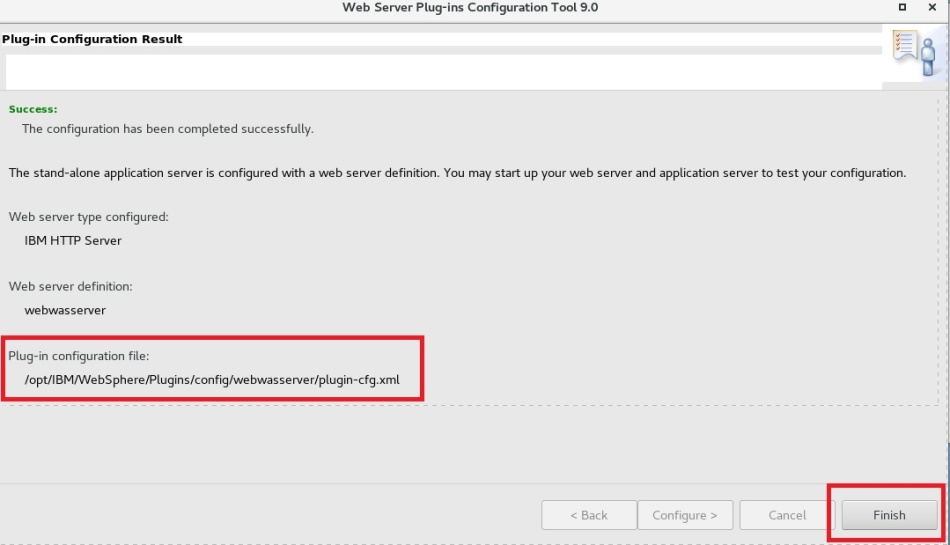 Web Server Plug-ins Configuration Tool 9.0
Plug-in Configuration Result
Success:
The configuration has been completed successfully.
The stand-alone application server is configured with a web server definition. You may start up your web server and application server to test your configuration.
Web server type configured:
IBM HTTP Server
Web server definition:
webwasserver
Plug-in configuration file:
/opt/IBM/WebSphere/Plugins/config/webwasserver/plugin-cfg.xml
< Back Configure > Cancel Finish